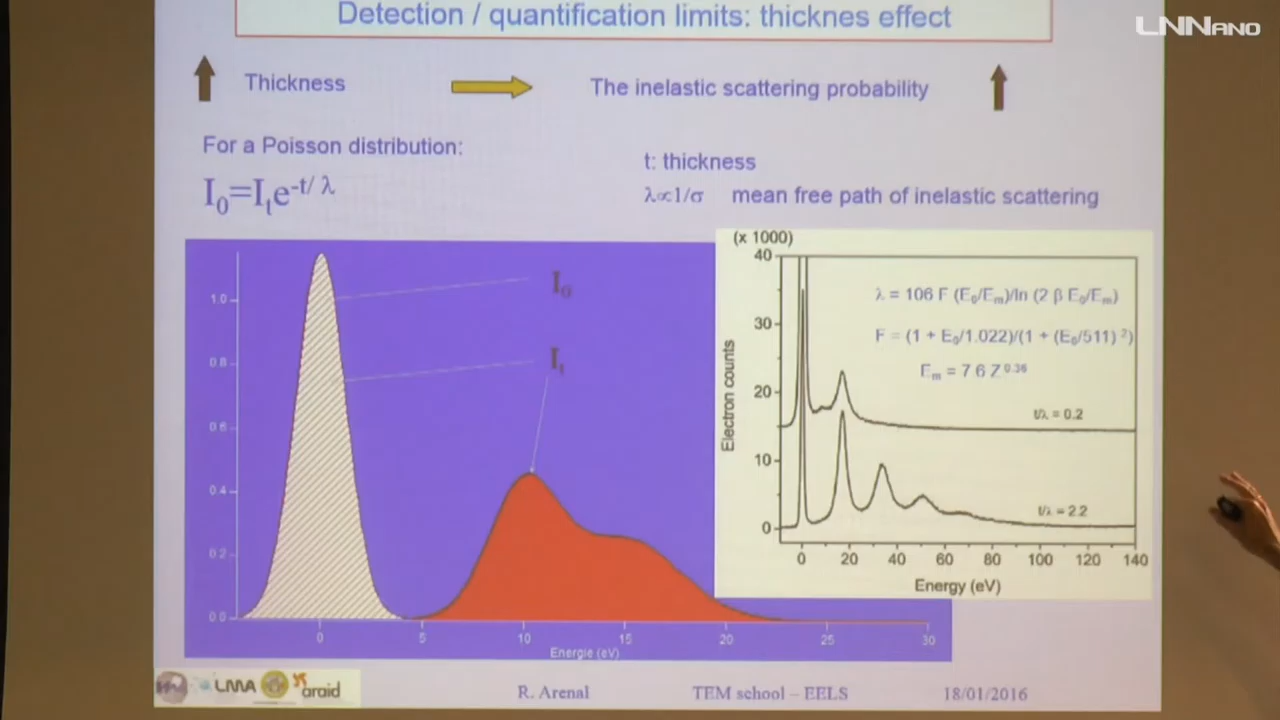 Detection / quantification limits: thicknes effect
LNNANO
Thickness
The inelastic scattering probability
For a Poisson distribution:
I₀=Iₜe⁻ᵗ/ λ
t: thickness
λ∝1/σ mean free path of inelastic scattering
1.0
0.8
0.6
0.4
0.2
0.0
I₀
Iₜ
0 5 10 15 20 25 30
Energie (eV)
(x 1000)
40
30
20
10
0
Electron counts
λ = 106 F (E₀/Eₘ)/ln (2 β E₀/Eₘ)
F = (1 + E₀/1.022)/(1 + (E₀/511) ²)
Eₘ = 7.6 Z⁰·³⁶
t/λ = 0.2
t/λ = 2.2
0 20 40 60 80 100 120 140
Energy (eV)
LMA
araid
R. Arenal
TEM school – EELS
18/01/2016